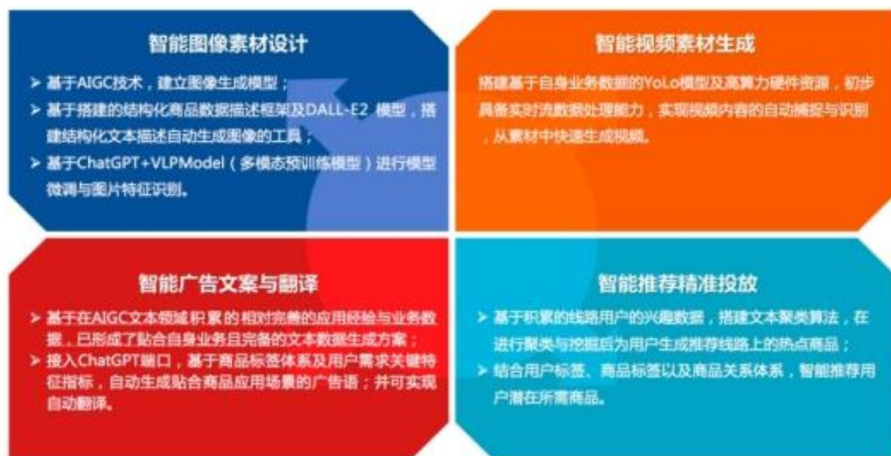 智能图像素材设计
➤ 基于AIGC技术，建立图像生成模型；
➤ 基于搭建的结构化商品数据描述框架及DALL-E2 模型，搭
建结构化文本描述自动生成图像的工具；
➤ 基于ChatGPT+VLPModel（多模态预训练模型）进行模型
微调与图片特征识别。
智能视频素材生成
搭建基于自身业务数据的YoLo模型及高算力硬件资源，初步
具备实时流数据处理能力，实现视频内容的自动捕捉与识别
，从素材中快速生成视频。
智能广告文案与翻译
➤ 基于在AIGC文本领域积累的相对完善的应用经验与业务数
据，已形成了贴合自身业务且完备的文本数据生成方案；
➤ 接入ChatGPT端口，基于商品标签体系及用户需求关键特
征指标，自动生成贴合商品应用场景的广告语；并可实现
自动翻译。
智能推荐精准投放
➤ 基于积累的线路用户的兴趣数据，搭建文本聚类算法，在
进行聚类与挖掘后为用户生成推荐线路上的热点商品；
➤ 结合用户标签、商品标签以及商品关系体系，智能推荐用
户潜在所需商品。